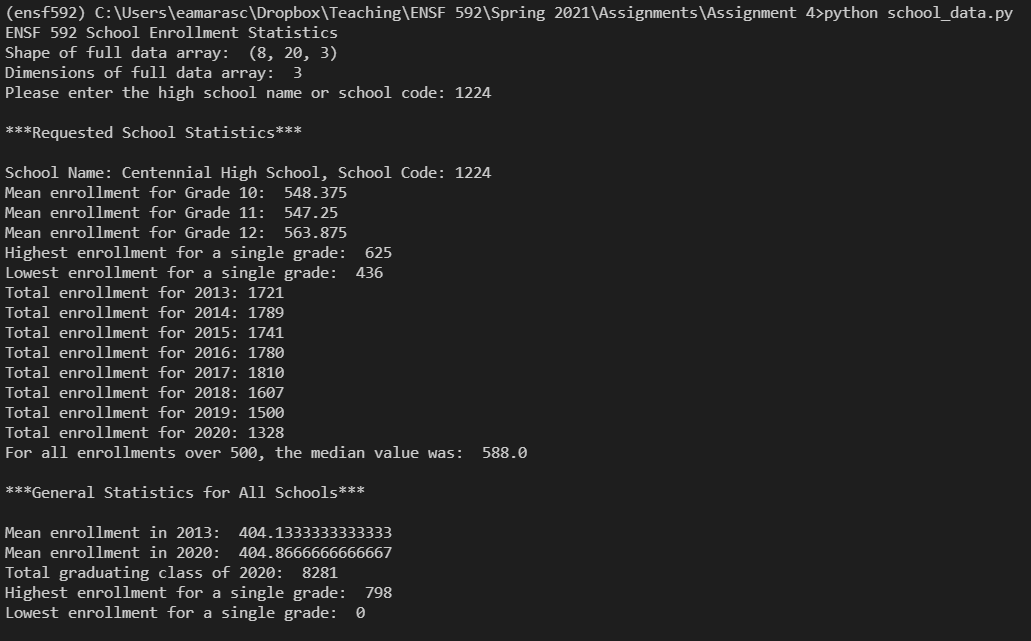 (ensf592) C:\Users\eamarasc\Dropbox\Teaching\ENSF 592\Spring 2021\Assignments\Assignment 4>python school_data.py
ENSF 592 School Enrollment Statistics
Shape of full data array:  (8, 20, 3)
Dimensions of full data array:  3
Please enter the high school name or school code: 1224

***Requested School Statistics***

School Name: Centennial High School, School Code: 1224
Mean enrollment for Grade 10:  548.375
Mean enrollment for Grade 11:  547.25
Mean enrollment for Grade 12:  563.875
Highest enrollment for a single grade:  625
Lowest enrollment for a single grade:  436
Total enrollment for 2013: 1721
Total enrollment for 2014: 1789
Total enrollment for 2015: 1741
Total enrollment for 2016: 1780
Total enrollment for 2017: 1810
Total enrollment for 2018: 1607
Total enrollment for 2019: 1500
Total enrollment for 2020: 1328
For all enrollments over 500, the median value was:  588.0

***General Statistics for All Schools***

Mean enrollment in 2013:  404.1333333333333
Mean enrollment in 2020:  404.8666666666667
Total graduating class of 2020:  8281
Highest enrollment for a single grade:  798
Lowest enrollment for a single grade:  0